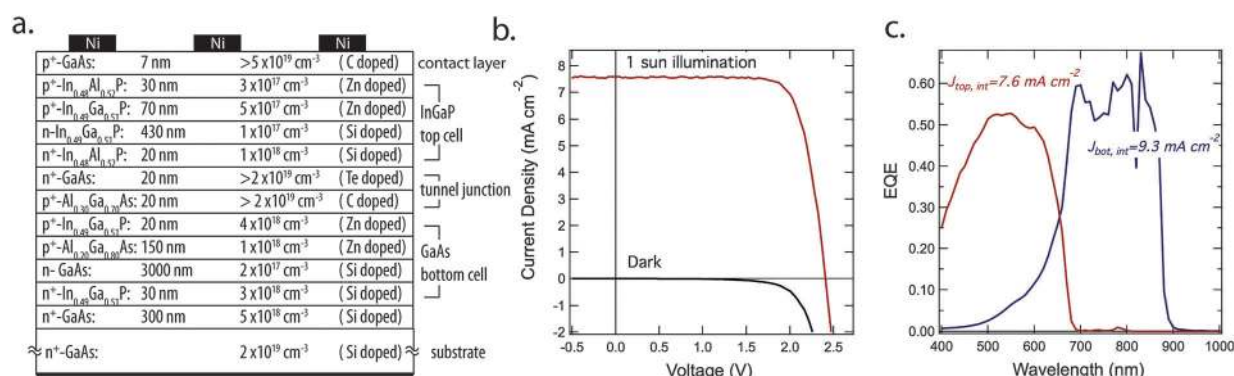 a.
Ni Ni Ni
p⁺-GaAs: 7 nm >5 x10¹⁹ cm⁻³ (C doped) contact layer
p⁺-In₀.₄₈Al₀.₅₂P: 30 nm 3 x10¹⁷ cm⁻³ (Zn doped)
p⁺-In₀.₄₉Ga₀.₅₁P: 70 nm 5 x10¹⁷ cm⁻³ (Zn doped)
n-In₀.₄₉Ga₀.₅₁P: 430 nm 1 x10¹⁷ cm⁻³ (Si doped)
n⁺-In₀.₄₈Al₀.₅₂P: 20 nm 1 x10¹⁸ cm⁻³ (Si doped)
InGaP
top cell
n⁺-GaAs: 20 nm >2 x10¹⁹ cm⁻³ (Te doped)
p⁺-Al₀.₃₀Ga₀.₇₀As: 20 nm > 2 x10¹⁹ cm⁻³ (C doped)
tunnel junction
p⁺-In₀.₄₉Ga₀.₅₁P: 20 nm 4 x10¹⁸ cm⁻³ (Zn doped)
p⁺-Al₀.₂₀Ga₀.₈₀As: 150 nm 1 x10¹⁸ cm⁻³ (Zn doped)
n- GaAs: 3000 nm 2 x10¹⁷ cm⁻³ (Si doped)
n⁺-In₀.₄₉Ga₀.₅₁P: 30 nm 3 x10¹⁸ cm⁻³ (Si doped)
GaAs
bottom cell
n⁺-GaAs: 300 nm 5 x10¹⁸ cm⁻³ (Si doped)
≈ n⁺-GaAs: 2 x10¹⁹ cm⁻³ (Si doped) ≈ substrate
b.
Current Density (mA cm⁻²)
8
7
6
5
4
3
2
1
0
-1
-2
1 sun illumination
Dark
-0.5 0.0 0.5 1.0 1.5 2.0 2.5
Voltage (V)
c.
EQE
0.60
0.50
0.40
0.30
0.20
0.10
0.00
J top, int=7.6 mA cm⁻²
J bot, int=9.3 mA cm⁻²
400 500 600 700 800 900 1000
Wavelength (nm)